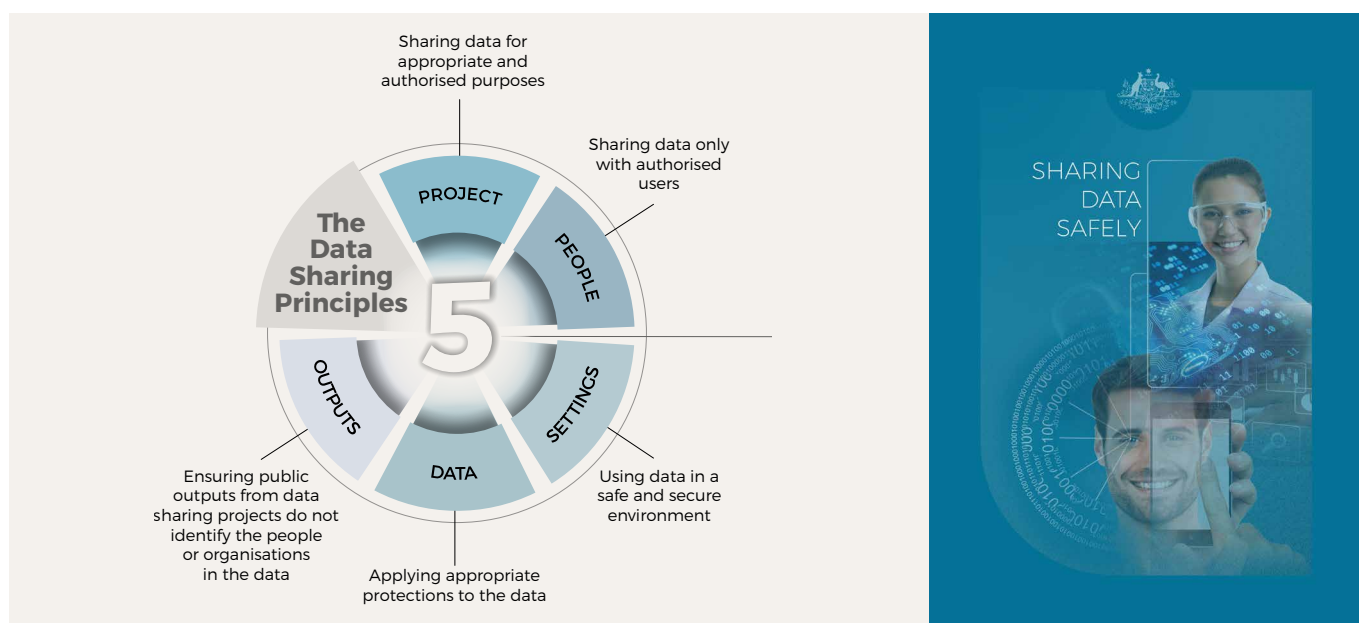 Sharing data for
appropriate and
authorised purposes
Sharing data only
with authorised
users
PROJECT
PEOPLE
The
Data
Sharing
Principles
5
OUTPUTS
SETTINGS
DATA
Ensuring public
outputs from data
sharing projects do not
identify the people
or organisations
in the data
Using data in a
safe and secure
environment
Applying appropriate
protections to the data
SHARING
DATA
SAFELY